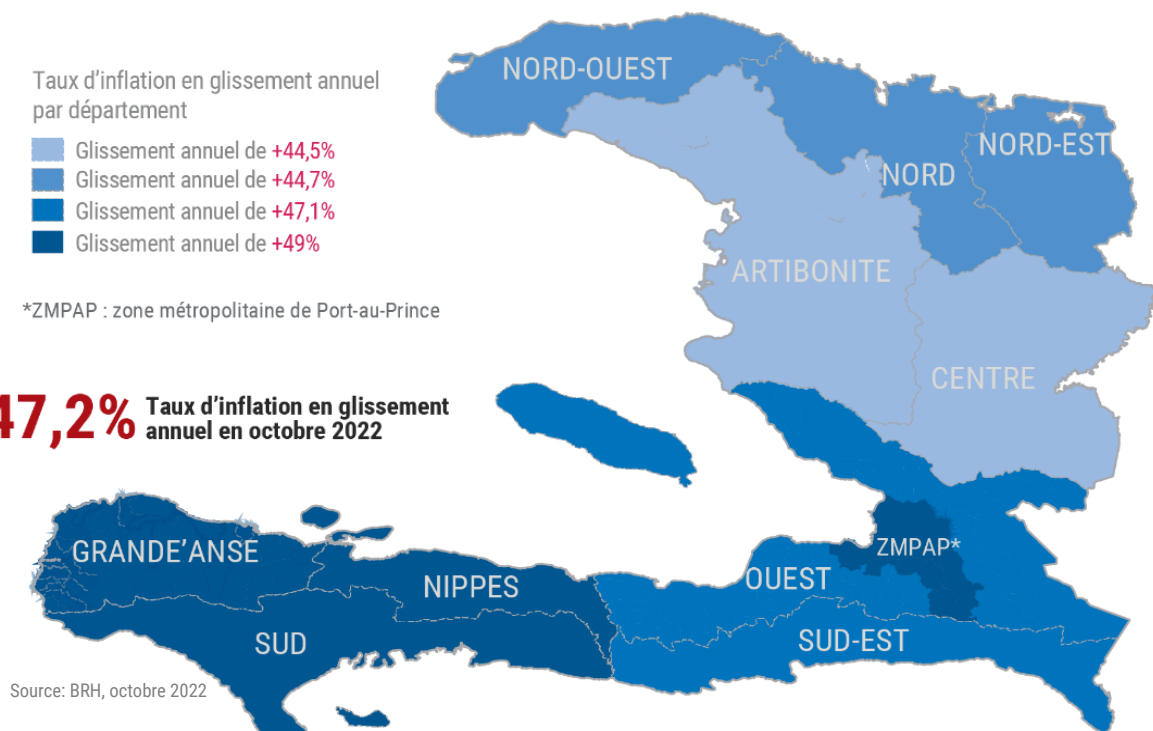 Taux d'inflation en glissement annuel
par département
Glissement annuel de +44,5%
Glissement annuel de +44,7%
Glissement annuel de +47,1%
Glissement annuel de +49%
*ZMPAP : zone métropolitaine de Port-au-Prince
47,2% Taux d'inflation en glissement
annuel en octobre 2022
NORD-OUEST
NORD-EST
NORD
ARTIBONITE
CENTRE
ZMPAP*
GRANDE'ANSE
NIPPES
OUEST
SUD
SUD-EST
Source: BRH, octobre 2022